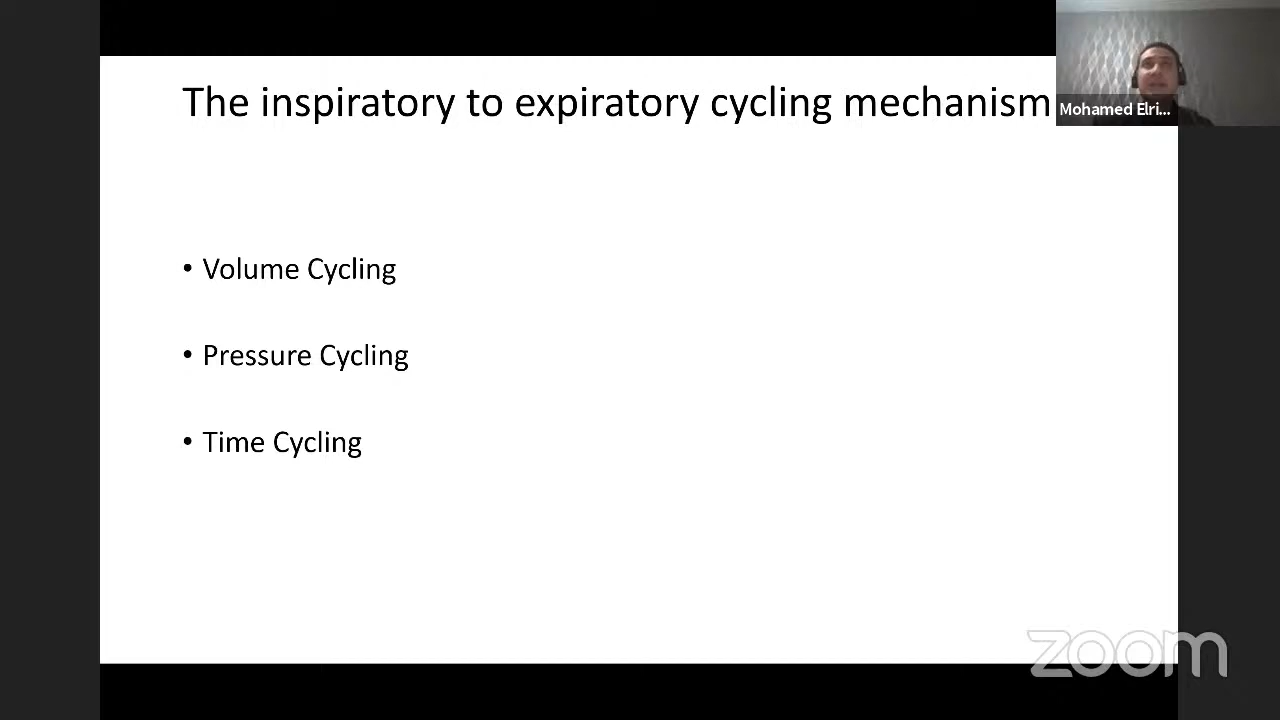 The inspiratory to expiratory cycling mechanism
Mohamed Elri...
• Volume Cycling
• Pressure Cycling
• Time Cycling
zoom